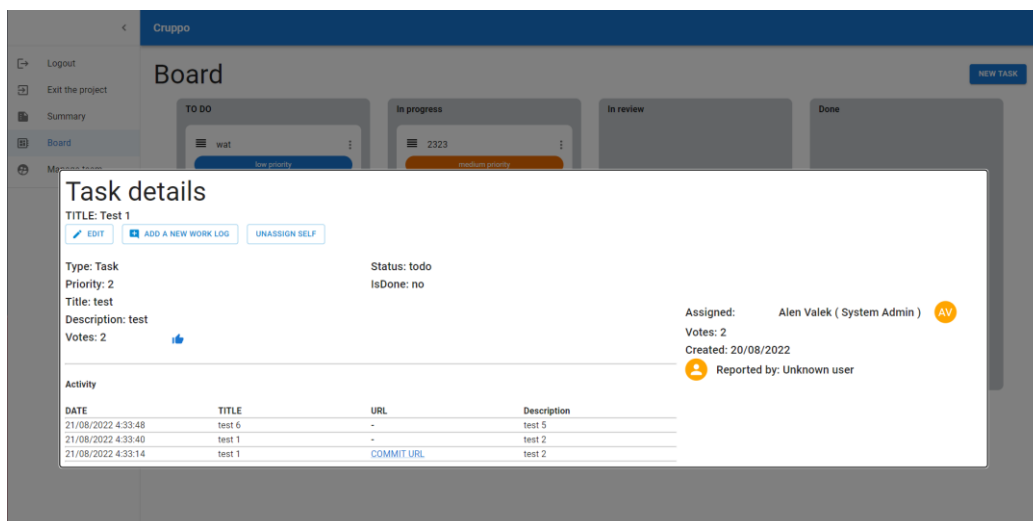 Cruppo
Logout
Exit the project
Summary
Board
Manage team
Board
NEW TASK
TO DO
In progress
In review
Done
wat
2323
low priority
medium priority
Task details
TITLE: Test 1
EDIT
ADD A NEW WORK LOG
UNASSIGN SELF
Type: Task
Status: todo
Priority: 2
IsDone: no
Title: test
Description: test
Votes: 2
Assigned: Alen Valek ( System Admin ) AV
Votes: 2
Created: 20/08/2022
Reported by: Unknown user
Activity
DATE TITLE URL Description
21/08/2022 4:33:48 test 6 - test 5
21/08/2022 4:33:40 test 1 - test 2
21/08/2022 4:33:14 test 1 COMMIT URL test 2